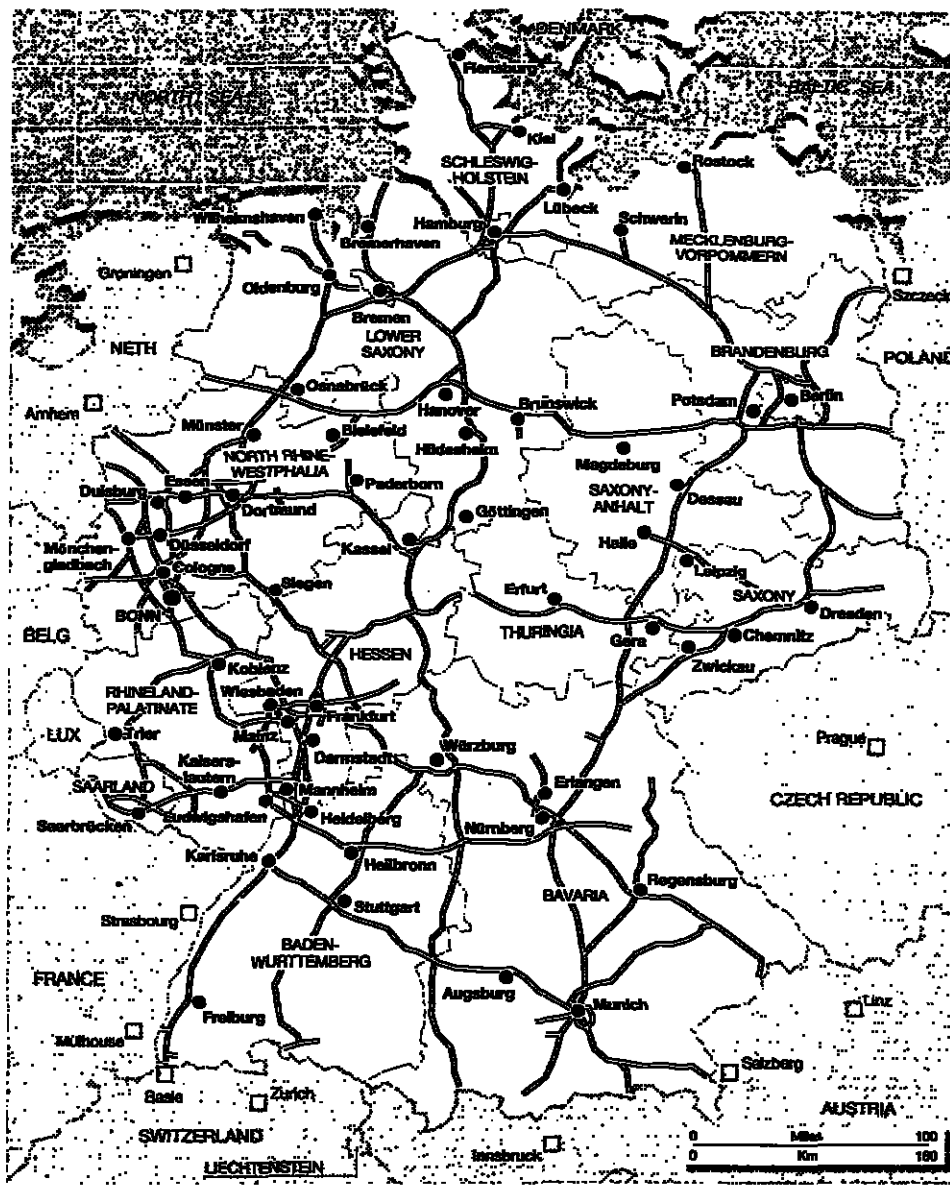 DENMARK
Flensburg
NORTH SEA
BALTIC SEA
Kiel
SCHLESWIG-
HOLSTEIN
Rostock
Lübeck
Wilhelmshaven
Bremerhaven
Hamburg
Schwerin
MECKLENBURG-
VORPOMMERN
Groningen
Oldenburg
Szczecin
Bremen
LOWER
SAXONY
NETH
BRANDENBURG
POLAND
Osnabrück
Arnhem
Hanover
Brunswick
Potsdam
Berlin
Münster
Bielefeld
Hildesheim
NORTH RHINE-
WESTPHALIA
Magdeburg
Essen
Duisburg
Paderborn
SAXONY-
ANHALT
Dessau
Dortmund
Göttingen
Mönchen-
gladbach
Düsseldorf
Kassel
Halle
Cologne
Leipzig
Siegen
Erfurt
SAXONY
BONN
Dresden
BELG
THURINGIA
Gera
Chemnitz
Zwickau
HESSEN
Koblenz
RHINELAND-
PALATINATE
Wiesbaden
Frankfurt
Mainz
LUX
Trier
Würzburg
Prague
Darmstadt
Kaisers-
lautern
SAARLAND
Mannheim
Erlangen
CZECH REPUBLIC
Saarbrücken
Ludwigshafen
Heidelberg
Nürnberg
Karlsruhe
Heilbronn
Regensburg
BAVARIA
Stuttgart
Strasbourg
BADEN-
WURTTEMBERG
FRANCE
Augsburg
Munich
Linz
Freiburg
Mülhouse
Basle
Zürich
Salzberg
AUSTRIA
SWITZERLAND
LIECHTENSTEIN
Innsbruck
0 Miles 100
0 Km 160